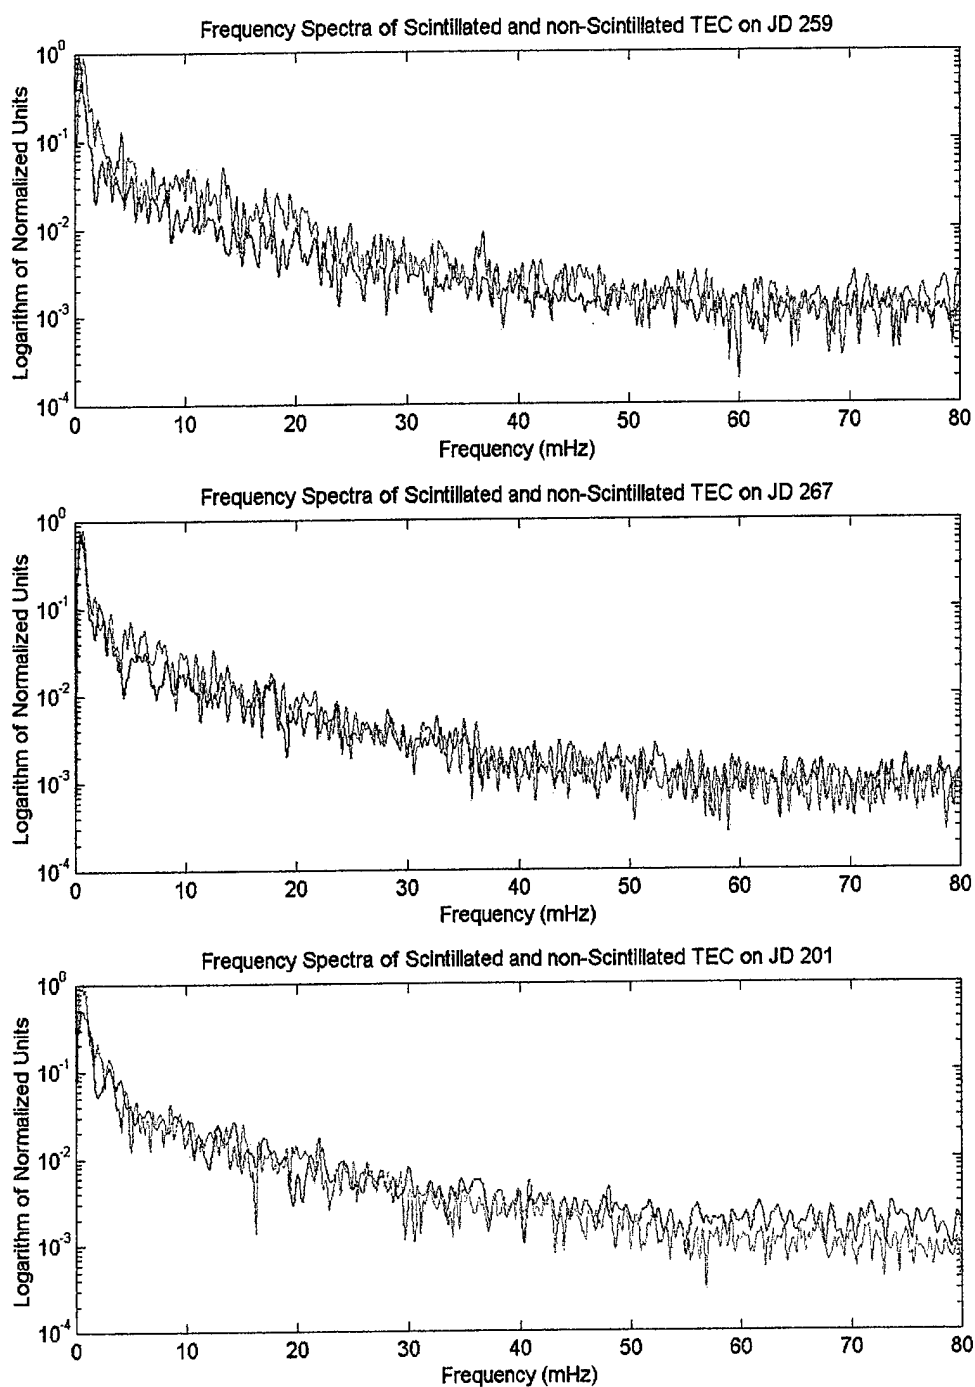 Frequency Spectra of Scintillated and non-Scintillated TEC on JD 259
Logarithm of Normalized Units
10^0
10^-1
10^-2
10^-3
10^-4
0 10 20 30 40 50 60 70 80
Frequency (mHz)
Frequency Spectra of Scintillated and non-Scintillated TEC on JD 267
Logarithm of Normalized Units
10^0
10^-1
10^-2
10^-3
10^-4
0 10 20 30 40 50 60 70 80
Frequency (mHz)
Frequency Spectra of Scintillated and non-Scintillated TEC on JD 201
Logarithm of Normalized Units
10^0
10^-1
10^-2
10^-3
10^-4
0 10 20 30 40 50 60 70 80
Frequency (mHz)